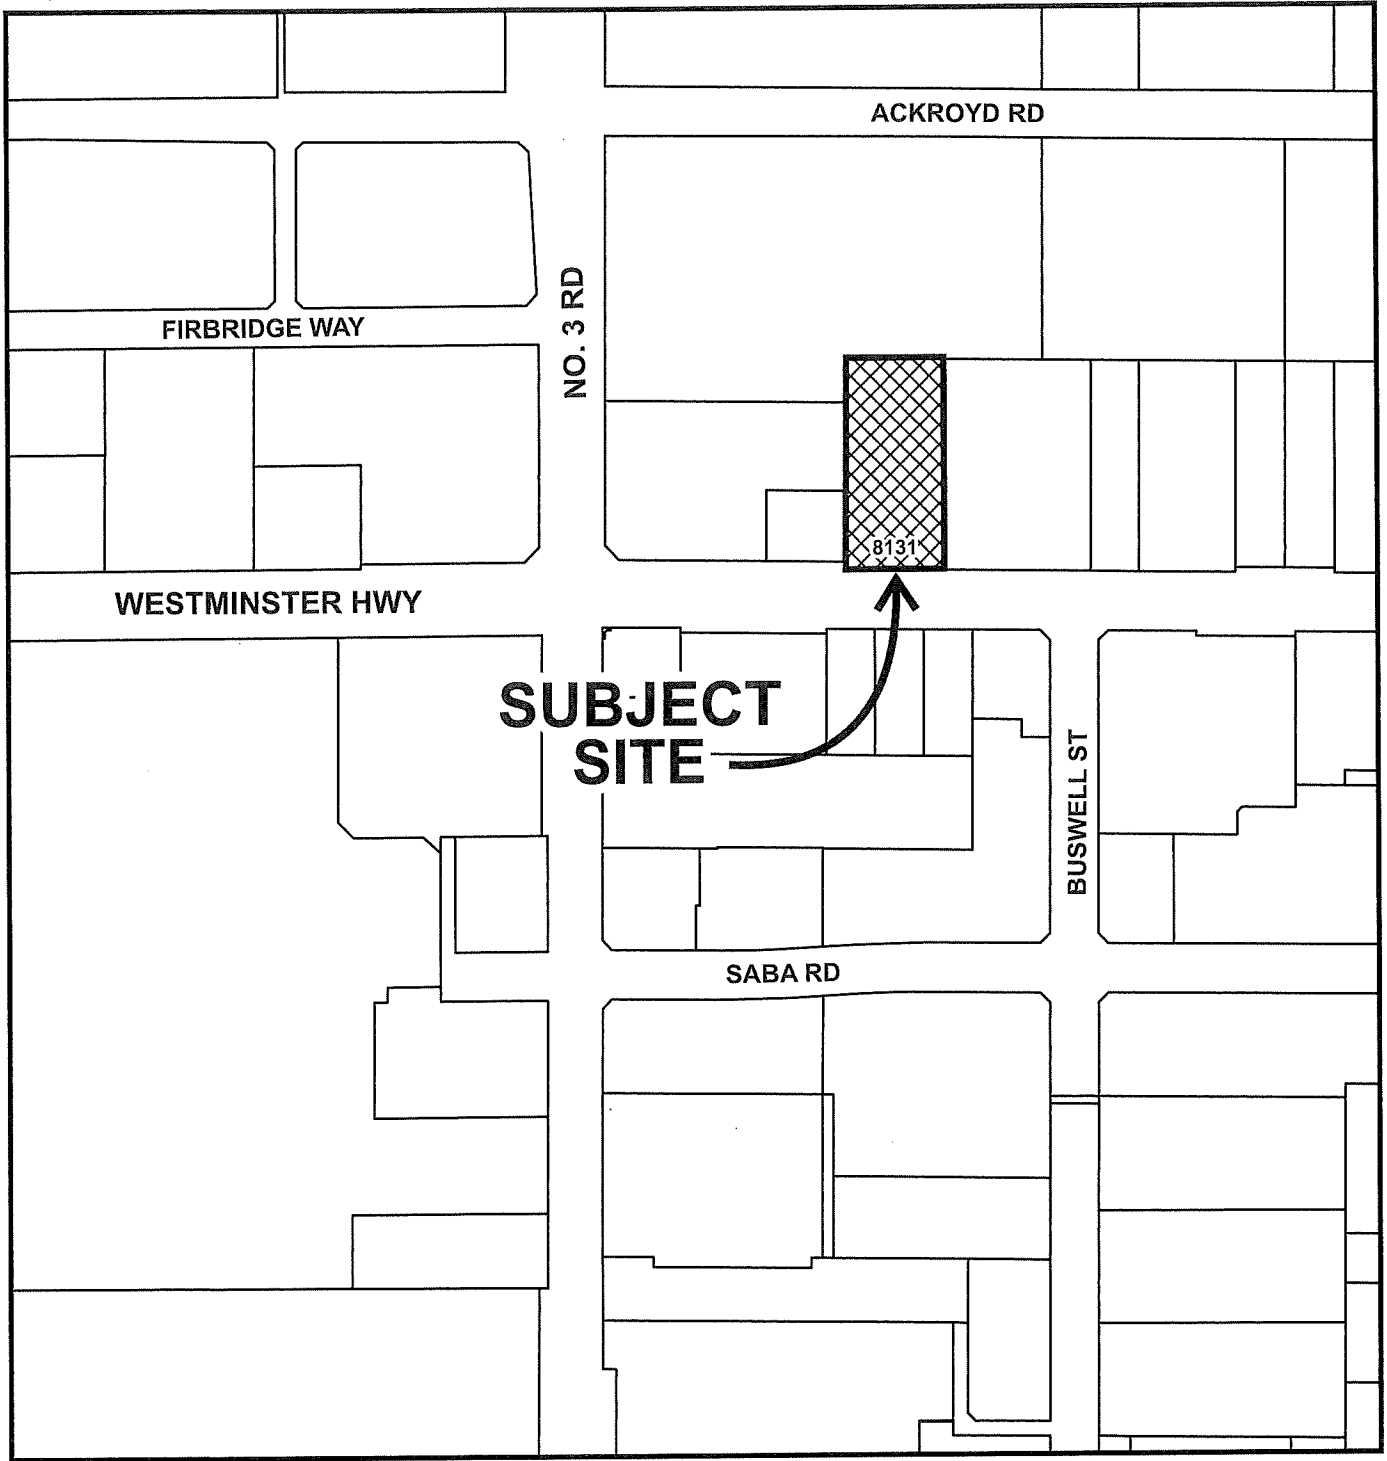 ACKROYD RD
FIRBRIDGE WAY
NO. 3 RD
8131
WESTMINSTER HWY
SUBJECT
SITE
BUSWELL ST
SABA RD